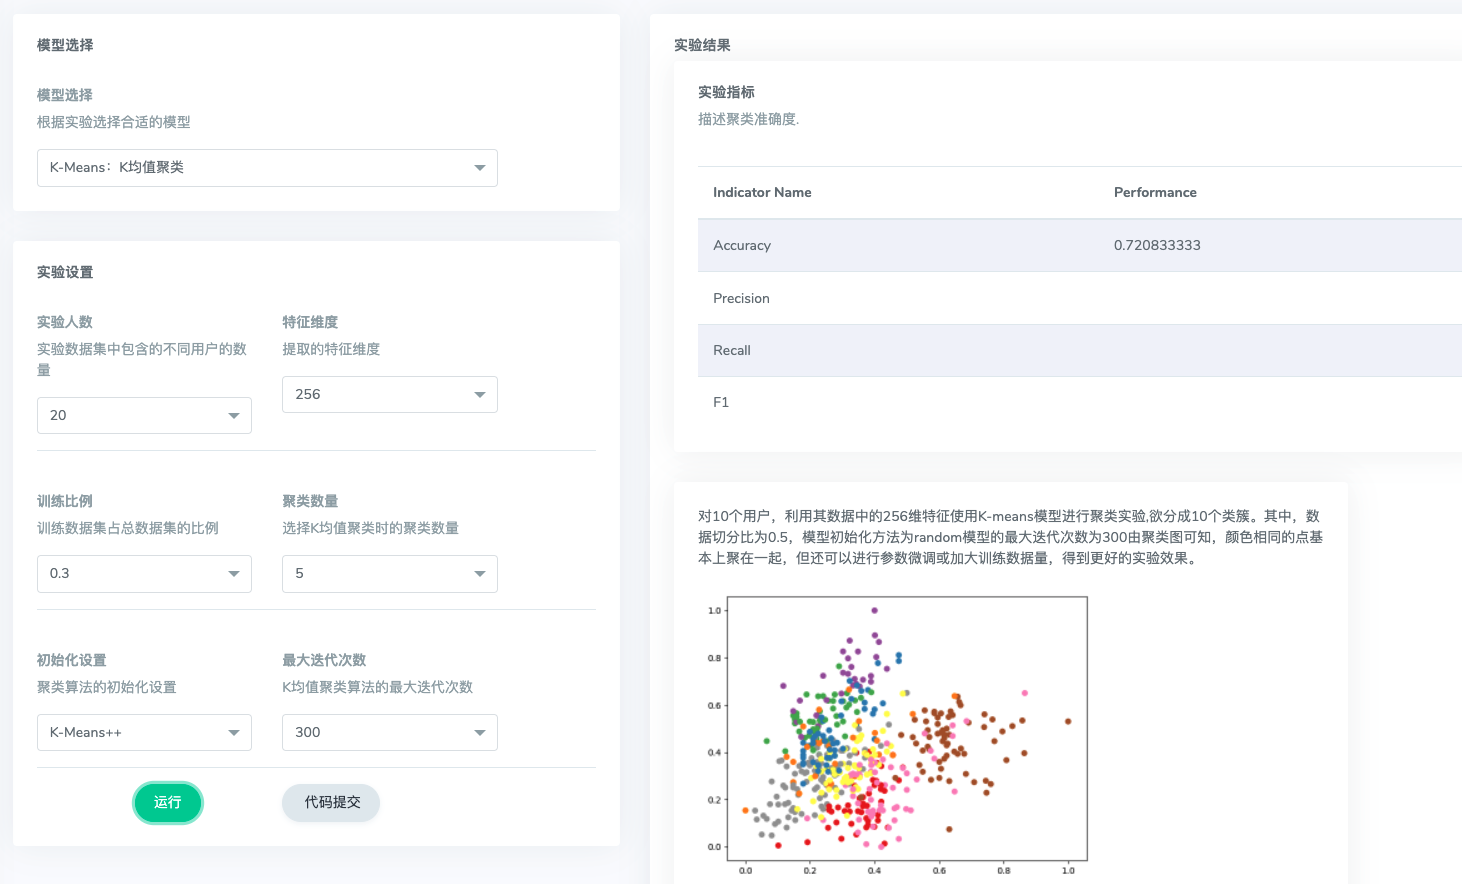 模型选择
模型选择
根据实验选择合适的模型
K-Means：K均值聚类
实验设置
实验人数
实验数据集中包含的不同用户的数
量
20
特征维度
提取的特征维度
256
训练比例
训练数据集占总数据集的比例
0.3
聚类数量
选择K均值聚类时的聚类数量
5
初始化设置
聚类算法的初始化设置
K-Means++
最大迭代次数
K均值聚类算法的最大迭代次数
300
运行
代码提交
实验结果
实验指标
描述聚类准确度.
Indicator Name Performance
Accuracy 0.720833333
Precision
Recall
F1
对10个用户，利用其数据中的256维特征使用K-means模型进行聚类实验,欲分成10个类簇。其中，数
据切分比为0.5，模型初始化方法为random模型的最大迭代次数为300由聚类图可知，颜色相同的点基
本上聚在一起，但还可以进行参数微调或加大训练数据量，得到更好的实验效果。
1.0
0.8
0.6
0.4
0.2
0.0
0.0 0.2 0.4 0.6 0.8 1.0